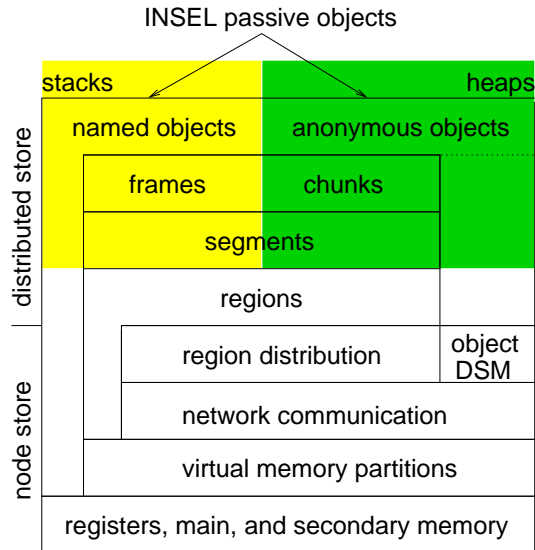 INSEL passive objects
stacks
heaps
named objects
anonymous objects
frames
chunks
segments
distributed store
regions
region distribution
object
DSM
network communication
node store
virtual memory partitions
registers, main, and secondary memory